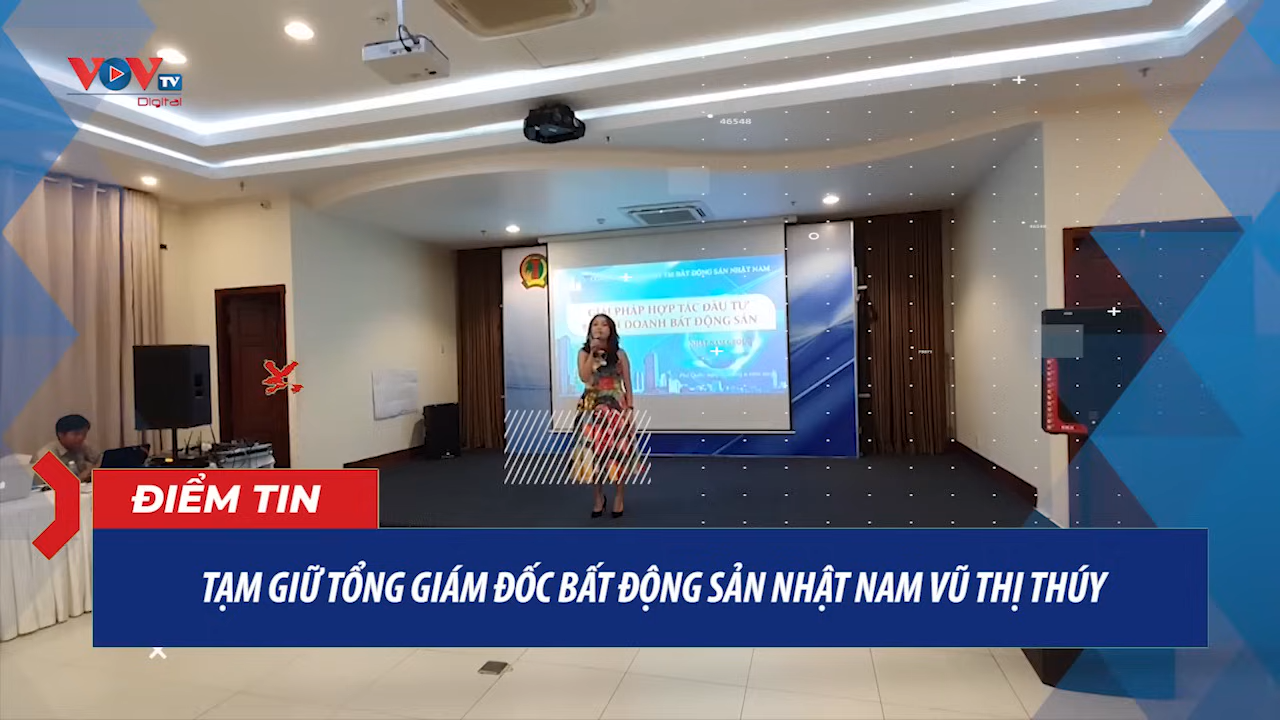 VOV TV
Digital
46548
BẤT ĐỘNG SẢN NHẬT NAM
PHÁP HỢP TÁC ĐẦU TƯ
DOANH BẤT ĐỘNG SẢN
ĐIỂM TIN
TẠM GIỮ TỔNG GIÁM ĐỐC BẤT ĐỘNG SẢN NHẬT NAM VŨ THỊ THÚY